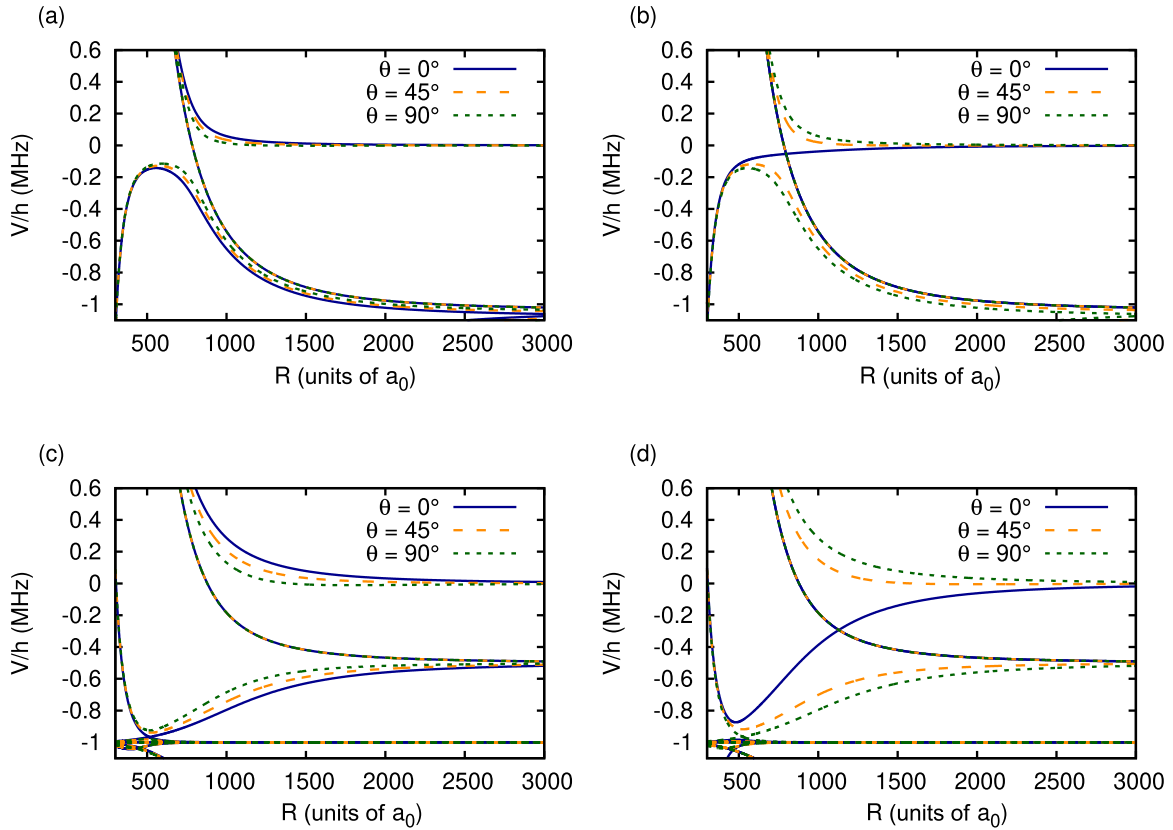 (a)
0.6
0.4
0.2
0
-0.2
-0.4
-0.6
-0.8
-1
V/h (MHz)
θ = 0°
θ = 45°
θ = 90°
500 1000 1500 2000 2500 3000
R (units of a₀)
(b)
0.6
0.4
0.2
0
-0.2
-0.4
-0.6
-0.8
-1
V/h (MHz)
θ = 0°
θ = 45°
θ = 90°
500 1000 1500 2000 2500 3000
R (units of a₀)
(c)
0.6
0.4
0.2
0
-0.2
-0.4
-0.6
-0.8
-1
V/h (MHz)
θ = 0°
θ = 45°
θ = 90°
500 1000 1500 2000 2500 3000
R (units of a₀)
(d)
0.6
0.4
0.2
0
-0.2
-0.4
-0.6
-0.8
-1
V/h (MHz)
θ = 0°
θ = 45°
θ = 90°
500 1000 1500 2000 2500 3000
R (units of a₀)